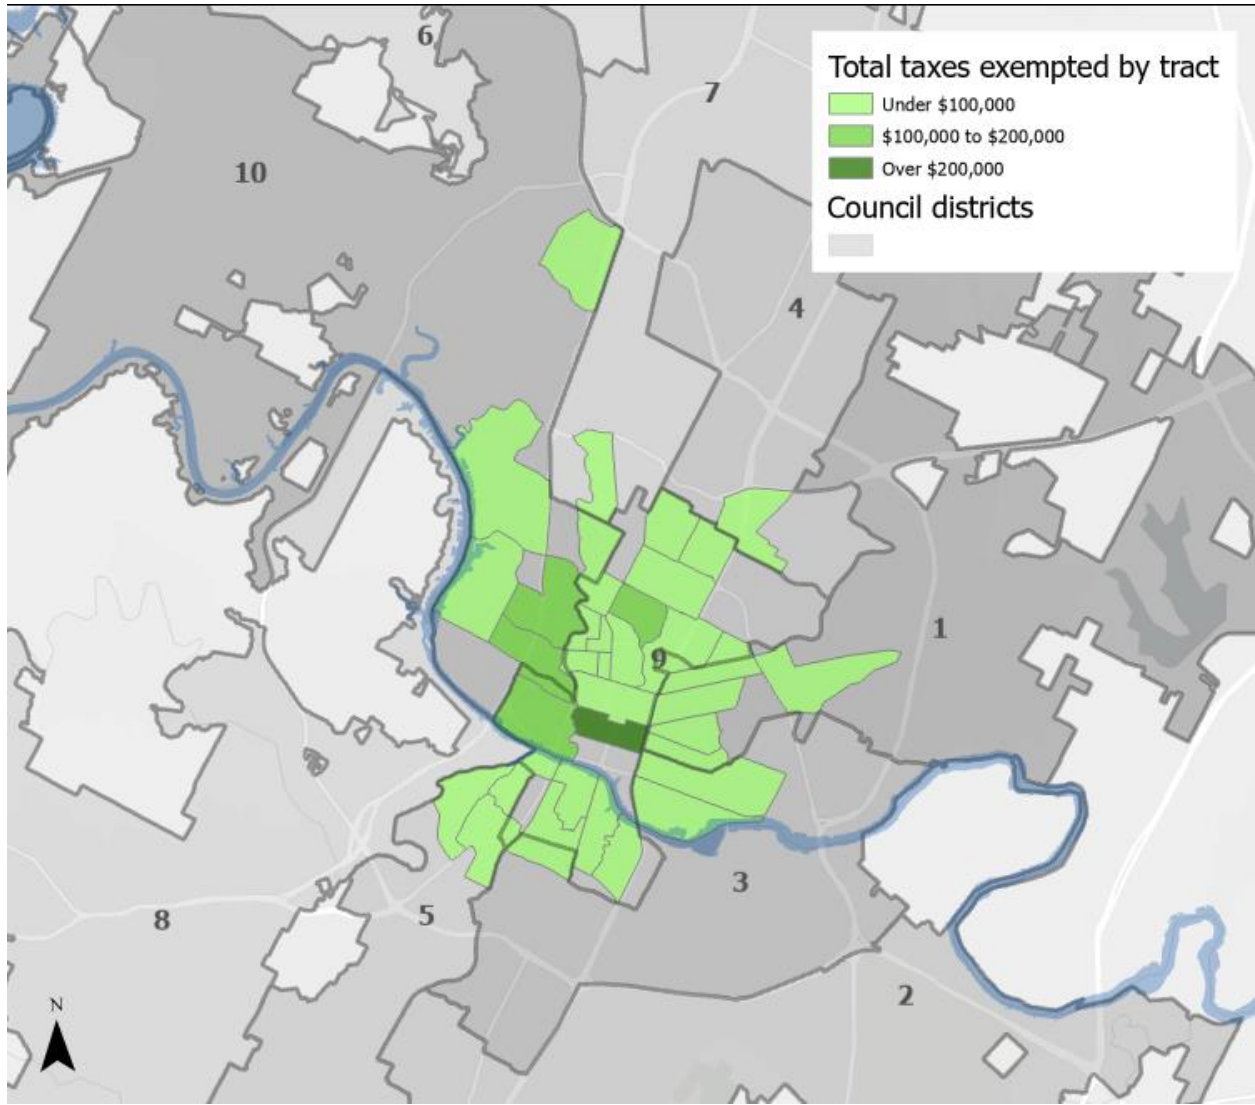 Total taxes exempted by tract
Under $100,000
$100,000 to $200,000
Over $200,000
Council districts
6
7
10
4
1
9
3
8
5
2
N